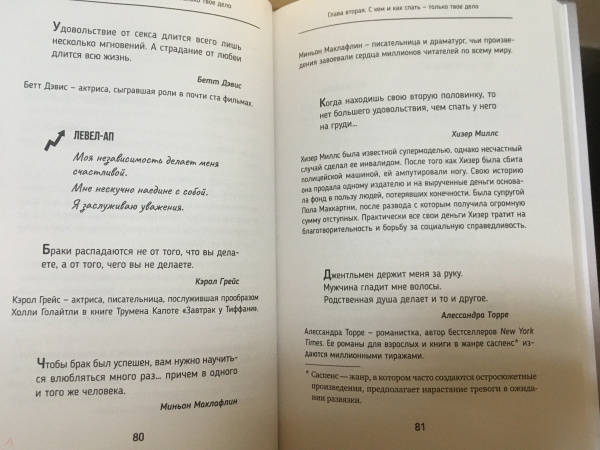 только твое дело
Удовольствие от секса длится всего лишь
несколько мгновений. А страдание от любви
длится всю жизнь.
Бетт Дэвис
Бетт Дэвис – актриса, сыгравшая роли в почти ста фильмах.
ЛЕВЕЛ-АП
Моя независимость делает меня
счастливой.
Мне нескучно наедине с собой.
Я заслуживаю уважения.
Браки распадаются не от того, что вы дела-
ете, а от того, чего вы не делаете.
Кэрол Грейс
Кэрол Грейс – актриса, писательница, послужившая прообразом
Холли Голайтли в книге Трумена Капоте «Завтрак у Тиффани».
Чтобы брак был успешен, вам нужно научить-
ся влюбляться много раз... причем в одного
и того же человека.
Миньон Маклафлин
80
Глава вторая. С кем и как спать – только твое дело
Миньон Маклафлин – писательница и драматург, чьи произве-
дения завоевали сердца миллионов читателей по всему миру.
Когда находишь свою вторую половинку, то
нет большего удовольствия, чем спать у него
на груди...
Хизер Миллс
Хизер Миллс была известной супермоделью, однако несчастный
случай сделал ее инвалидом. После того как Хизер была сбита
полицейской машиной, ей ампутировали ногу. Свою историю
она продала одному издателю и на вырученные деньги основа-
ла фонд в пользу людей, потерявших конечности. Была супругой
Пола Маккартни, после развода с которым получила огромную
сумму отступных. Практически все свои деньги Хизер тратит на
благотворительность и борьбу за социальную справедливость.
Джентльмен держит меня за руку.
Мужчина гладит мне волосы.
Родственная душа делает и то и другое.
Алессандра Торре
Алессандра Торре – романистка, автор бестселлеров New York
Times. Ее романы для взрослых и книги в жанре саспенс* из-
даются миллионными тиражами.
* Саспенс – жанр, в котором часто создаются остросюжетные
произведения, предполагает нарастание тревоги в ожида-
нии развязки.
81